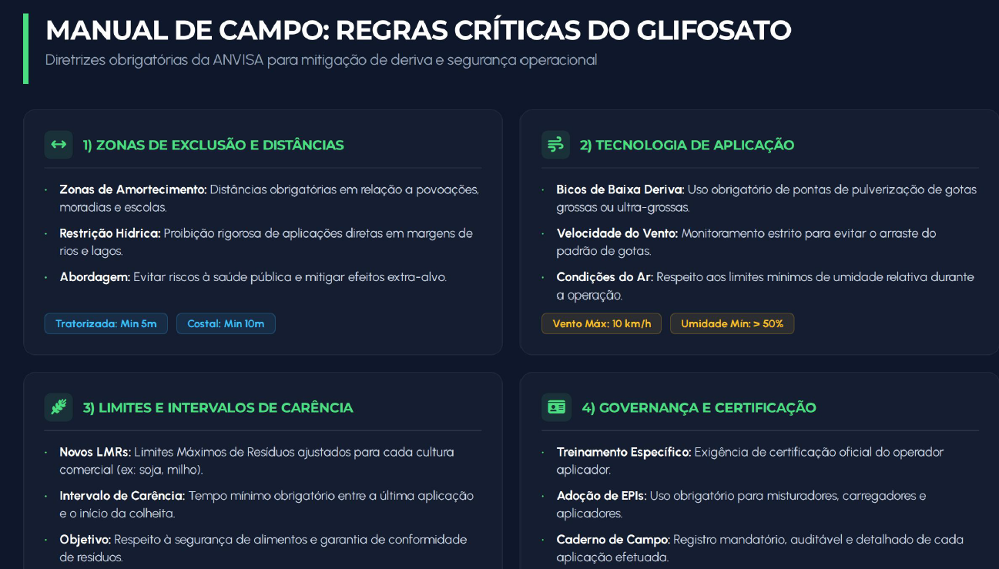 MANUAL DE CAMPO: REGRAS CRÍTICAS DO GLIFOSATO
Diretrizes obrigatórias da ANVISA para mitigação de deriva e segurança operacional
1) ZONAS DE EXCLUSÃO E DISTÂNCIAS
· Zonas de Amortecimento: Distâncias obrigatórias em relação a povoações,
moradias e escolas.
· Restrição Hídrica: Proibição rigorosa de aplicações diretas em margens de
rios e lagos.
· Abordagem: Evitar riscos à saúde pública e mitigar efeitos extra-alvo.
Tratorizada: Min 5m
Costal: Min 10m
2) TECNOLOGIA DE APLICAÇÃO
· Bicos de Baixa Deriva: Uso obrigatório de pontas de pulverização de gotas
grossas ou ultra-grossas.
· Velocidade do Vento: Monitoramento estrito para evitar o arraste do
padrão de gotas.
· Condições do Ar: Respeito aos limites mínimos de umidade relativa durante
a operação.
Vento Máx: 10 km/h
Umidade Mín: > 50%
3) LIMITES E INTERVALOS DE CARÊNCIA
· Novos LMRs: Limites Máximos de Resíduos ajustados para cada cultura
comercial (ex: soja, milho).
· Intervalo de Carência: Tempo mínimo obrigatório entre a última aplicação
e o início da colheita.
· Objetivo: Respeito à segurança de alimentos e garantia de conformidade
de resíduos.
4) GOVERNANÇA E CERTIFICAÇÃO
· Treinamento Específico: Exigência de certificação oficial do operador
aplicador.
· Adoção de EPIs: Uso obrigatório para misturadores, carregadores e
aplicadores.
· Caderno de Campo: Registro mandatório, auditável e detalhado de cada
aplicação efetuada.